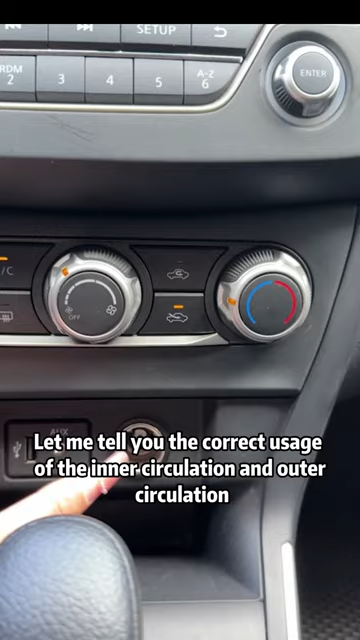 SETUP
RDM
2
3
4
5
A-Z
6
ENTER
/C
OFF
AUX
Let me tell you the correct usage
of the inner circulation and outer
circulation